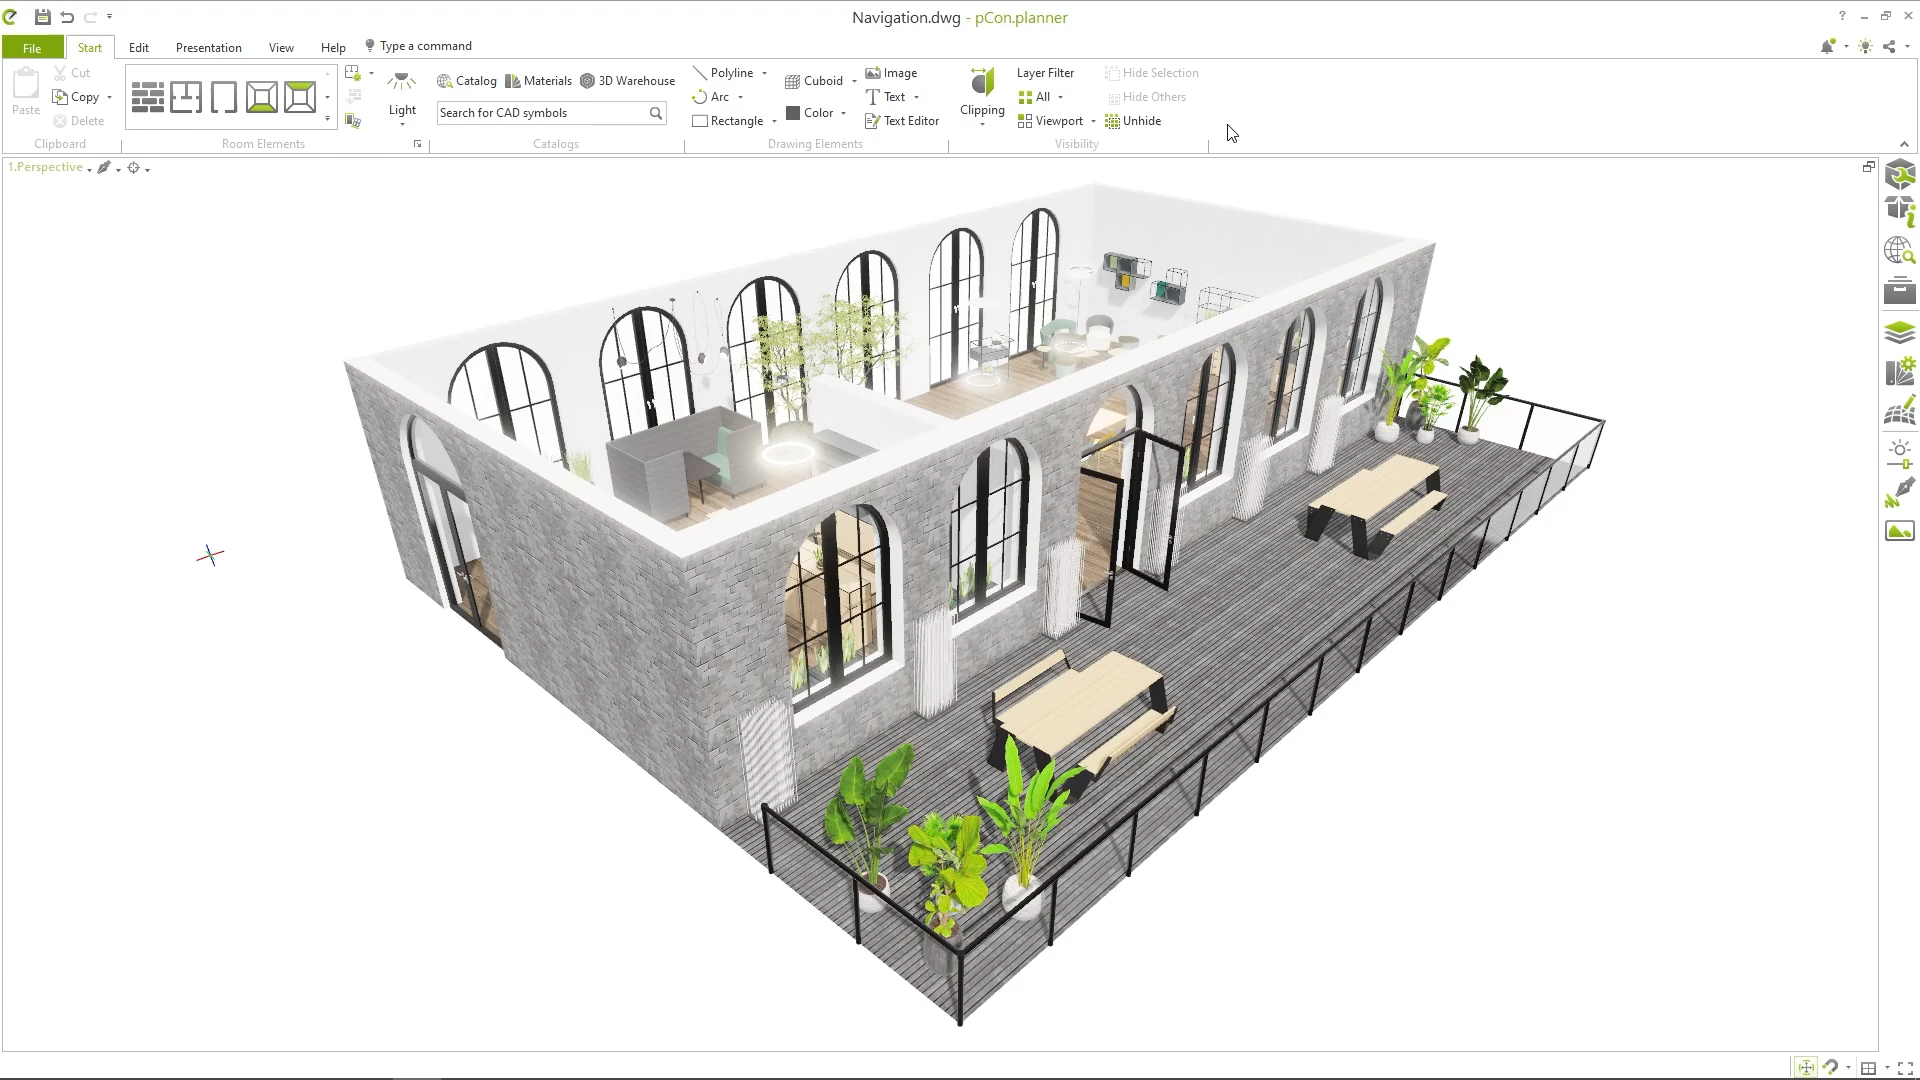 Navigation.dwg - pCon.planner
?
File Start Edit Presentation View Help Type a command
Paste
Cut
Copy
Delete
Clipboard
Room Elements
Light
Catalog Materials 3D Warehouse
Search for CAD symbols
Catalogs
Polyline Cuboid Image
Arc Text
Rectangle Color Text Editor
Drawing Elements
Clipping
Layer Filter Hide Selection
All Hide Others
Viewport Unhide
Visibility
1.Perspective